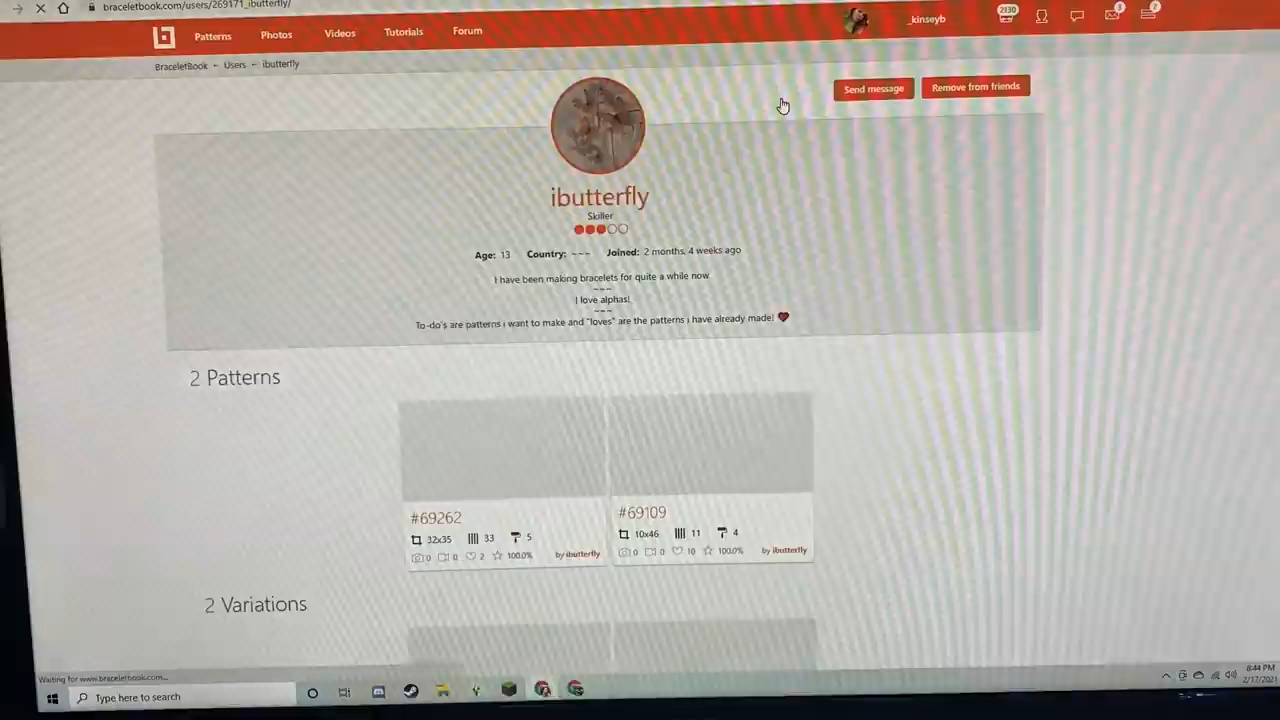 braceletbook.com/users/269171_ibutterfly/
Patterns Photos Videos Tutorials Forum _kinseyb 2130
BraceletBook ← Users ← ibutterfly
Send message Remove from friends
ibutterfly
Skiller
Age: 13 Country: ~~~ Joined: 2 months, 4 weeks ago
I have been making bracelets for quite a while now
~~~
I love alphas!
~~~
To-do's are patterns i want to make and "loves" are the patterns i have already made!
2 Patterns
#69262 #69109
32x35 33 5 10x46 11 4
0 0 2 100.0% by ibutterfly 0 0 10 100.0% by ibutterfly
2 Variations
Waiting for www.braceletbook.com...
Type here to search
8:44 PM
2/17/2021